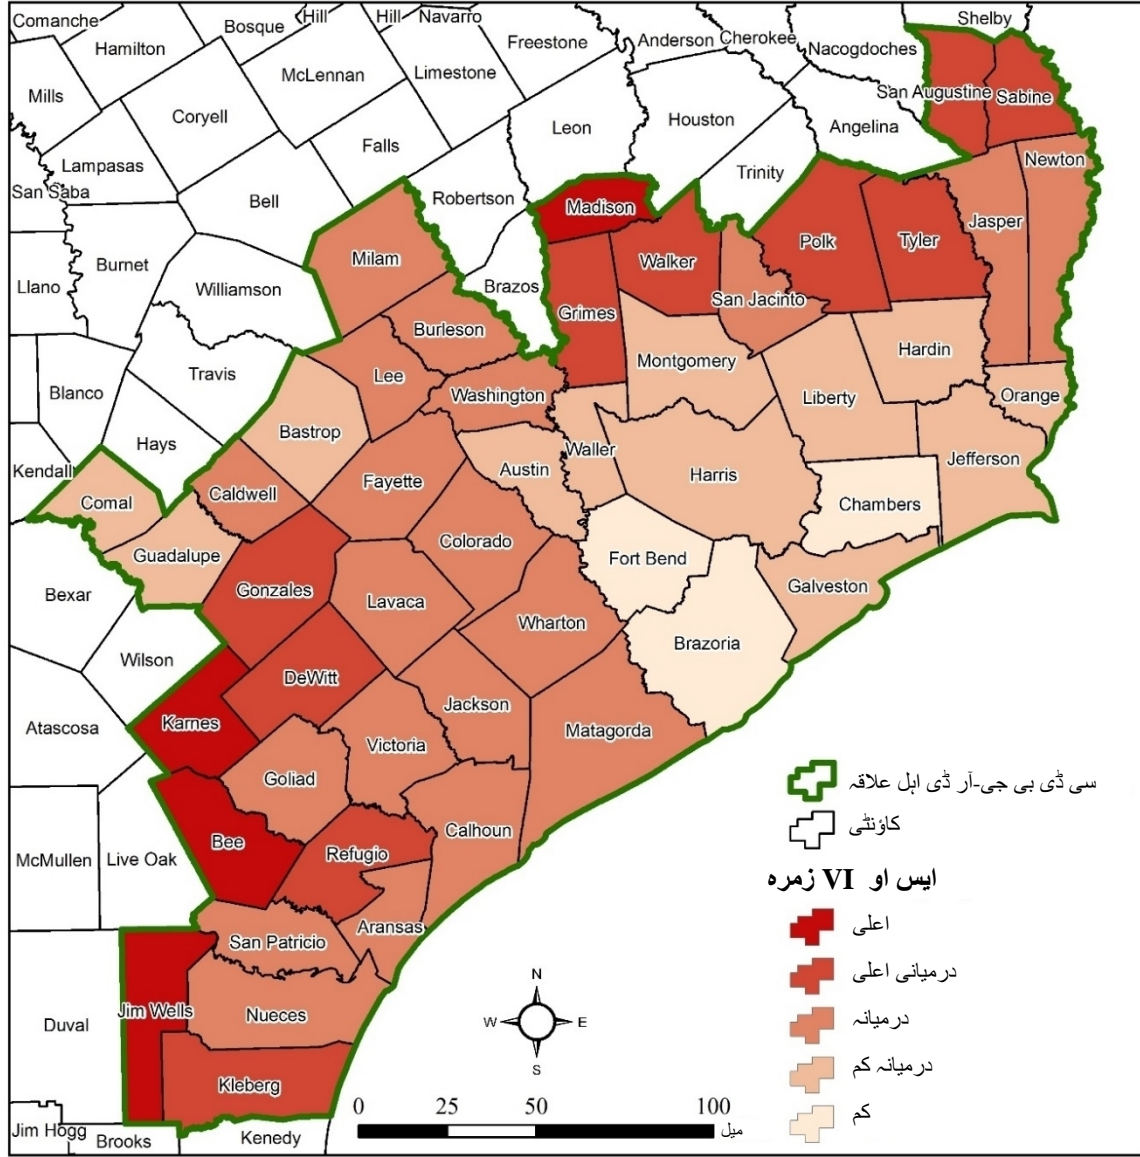 Comanche
Hill
Hill
Navarro
Shelby
Bosque
Hamilton
Freestone
Anderson
Cherokee
Nacogdoches
McLennan
Limestone
Mills
San Augustine
Sabine
Coryell
Leon
Houston
Angelina
Falls
Lampasas
Newton
Trinity
San Saba
Bell
Robertson
Madison
Jasper
Milam
Walker
Polk
Tyler
Burnet
Llano
Williamson
Brazos
San Jacinto
Grimes
Burleson
Hardin
Montgomery
Travis
Lee
Blanco
Washington
Liberty
Orange
Bastrop
Hays
Waller
Kendall
Austin
Harris
Jefferson
Fayette
Caldwell
Comal
Chambers
Colorado
Guadalupe
Fort Bend
Gonzales
Galveston
Bexar
Lavaca
Wharton
Brazoria
Wilson
DeWitt
Jackson
Karnes
Atascosa
Matagorda
Victoria
Goliad
سی ڈی بی جی-آر ڈی اہل علاقہ
کاؤنٹی
Calhoun
Bee
Refugio
McMullen
Live Oak
ایس او VI زمرہ
اعلی
Aransas
San Patricio
درمیانی اعلی
N
Jim Wells
Nueces
W
E
Duval
درمیانہ
S
درمیانہ کم
Kleberg
0 25 50 100
میل
کم
Jim Hogg
Brooks
Kenedy